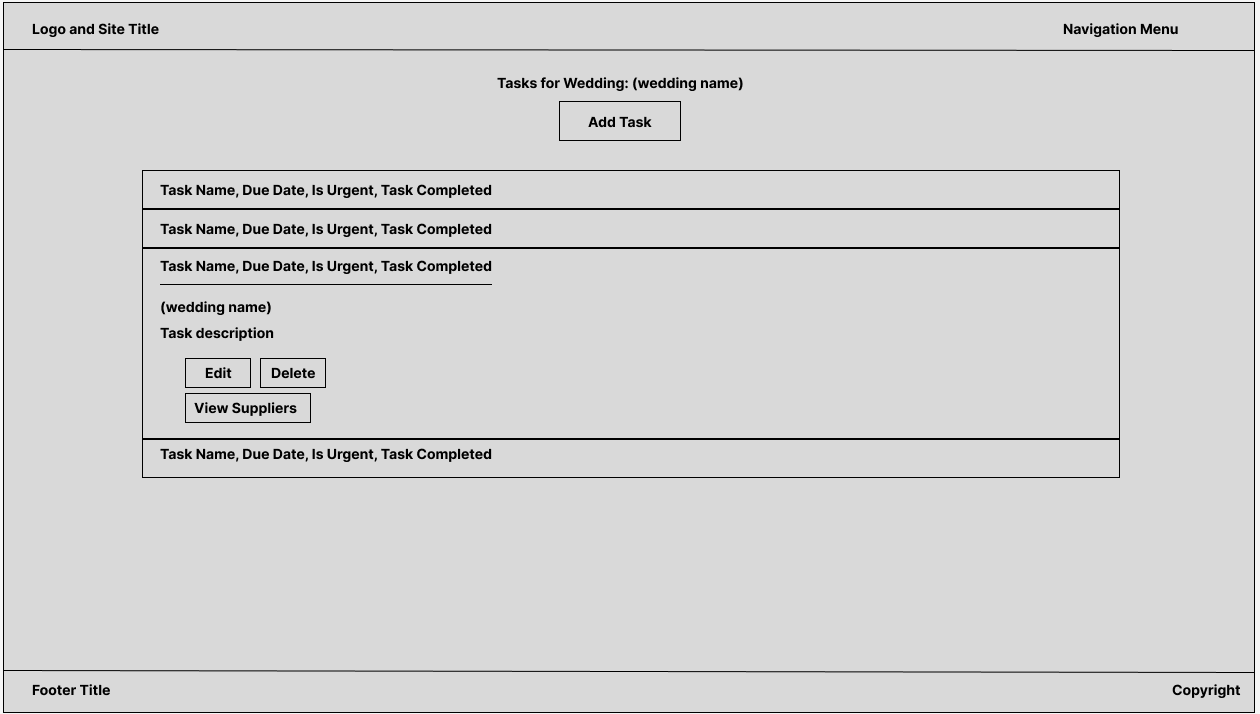 Logo and Site Title
Navigation Menu
Tasks for Wedding: (wedding name)
Add Task
Task Name, Due Date, Is Urgent, Task Completed
Task Name, Due Date, Is Urgent, Task Completed
Task Name, Due Date, Is Urgent, Task Completed
(wedding name)
Task description
Edit
Delete
View Suppliers
Task Name, Due Date, Is Urgent, Task Completed
Footer Title
Copyright